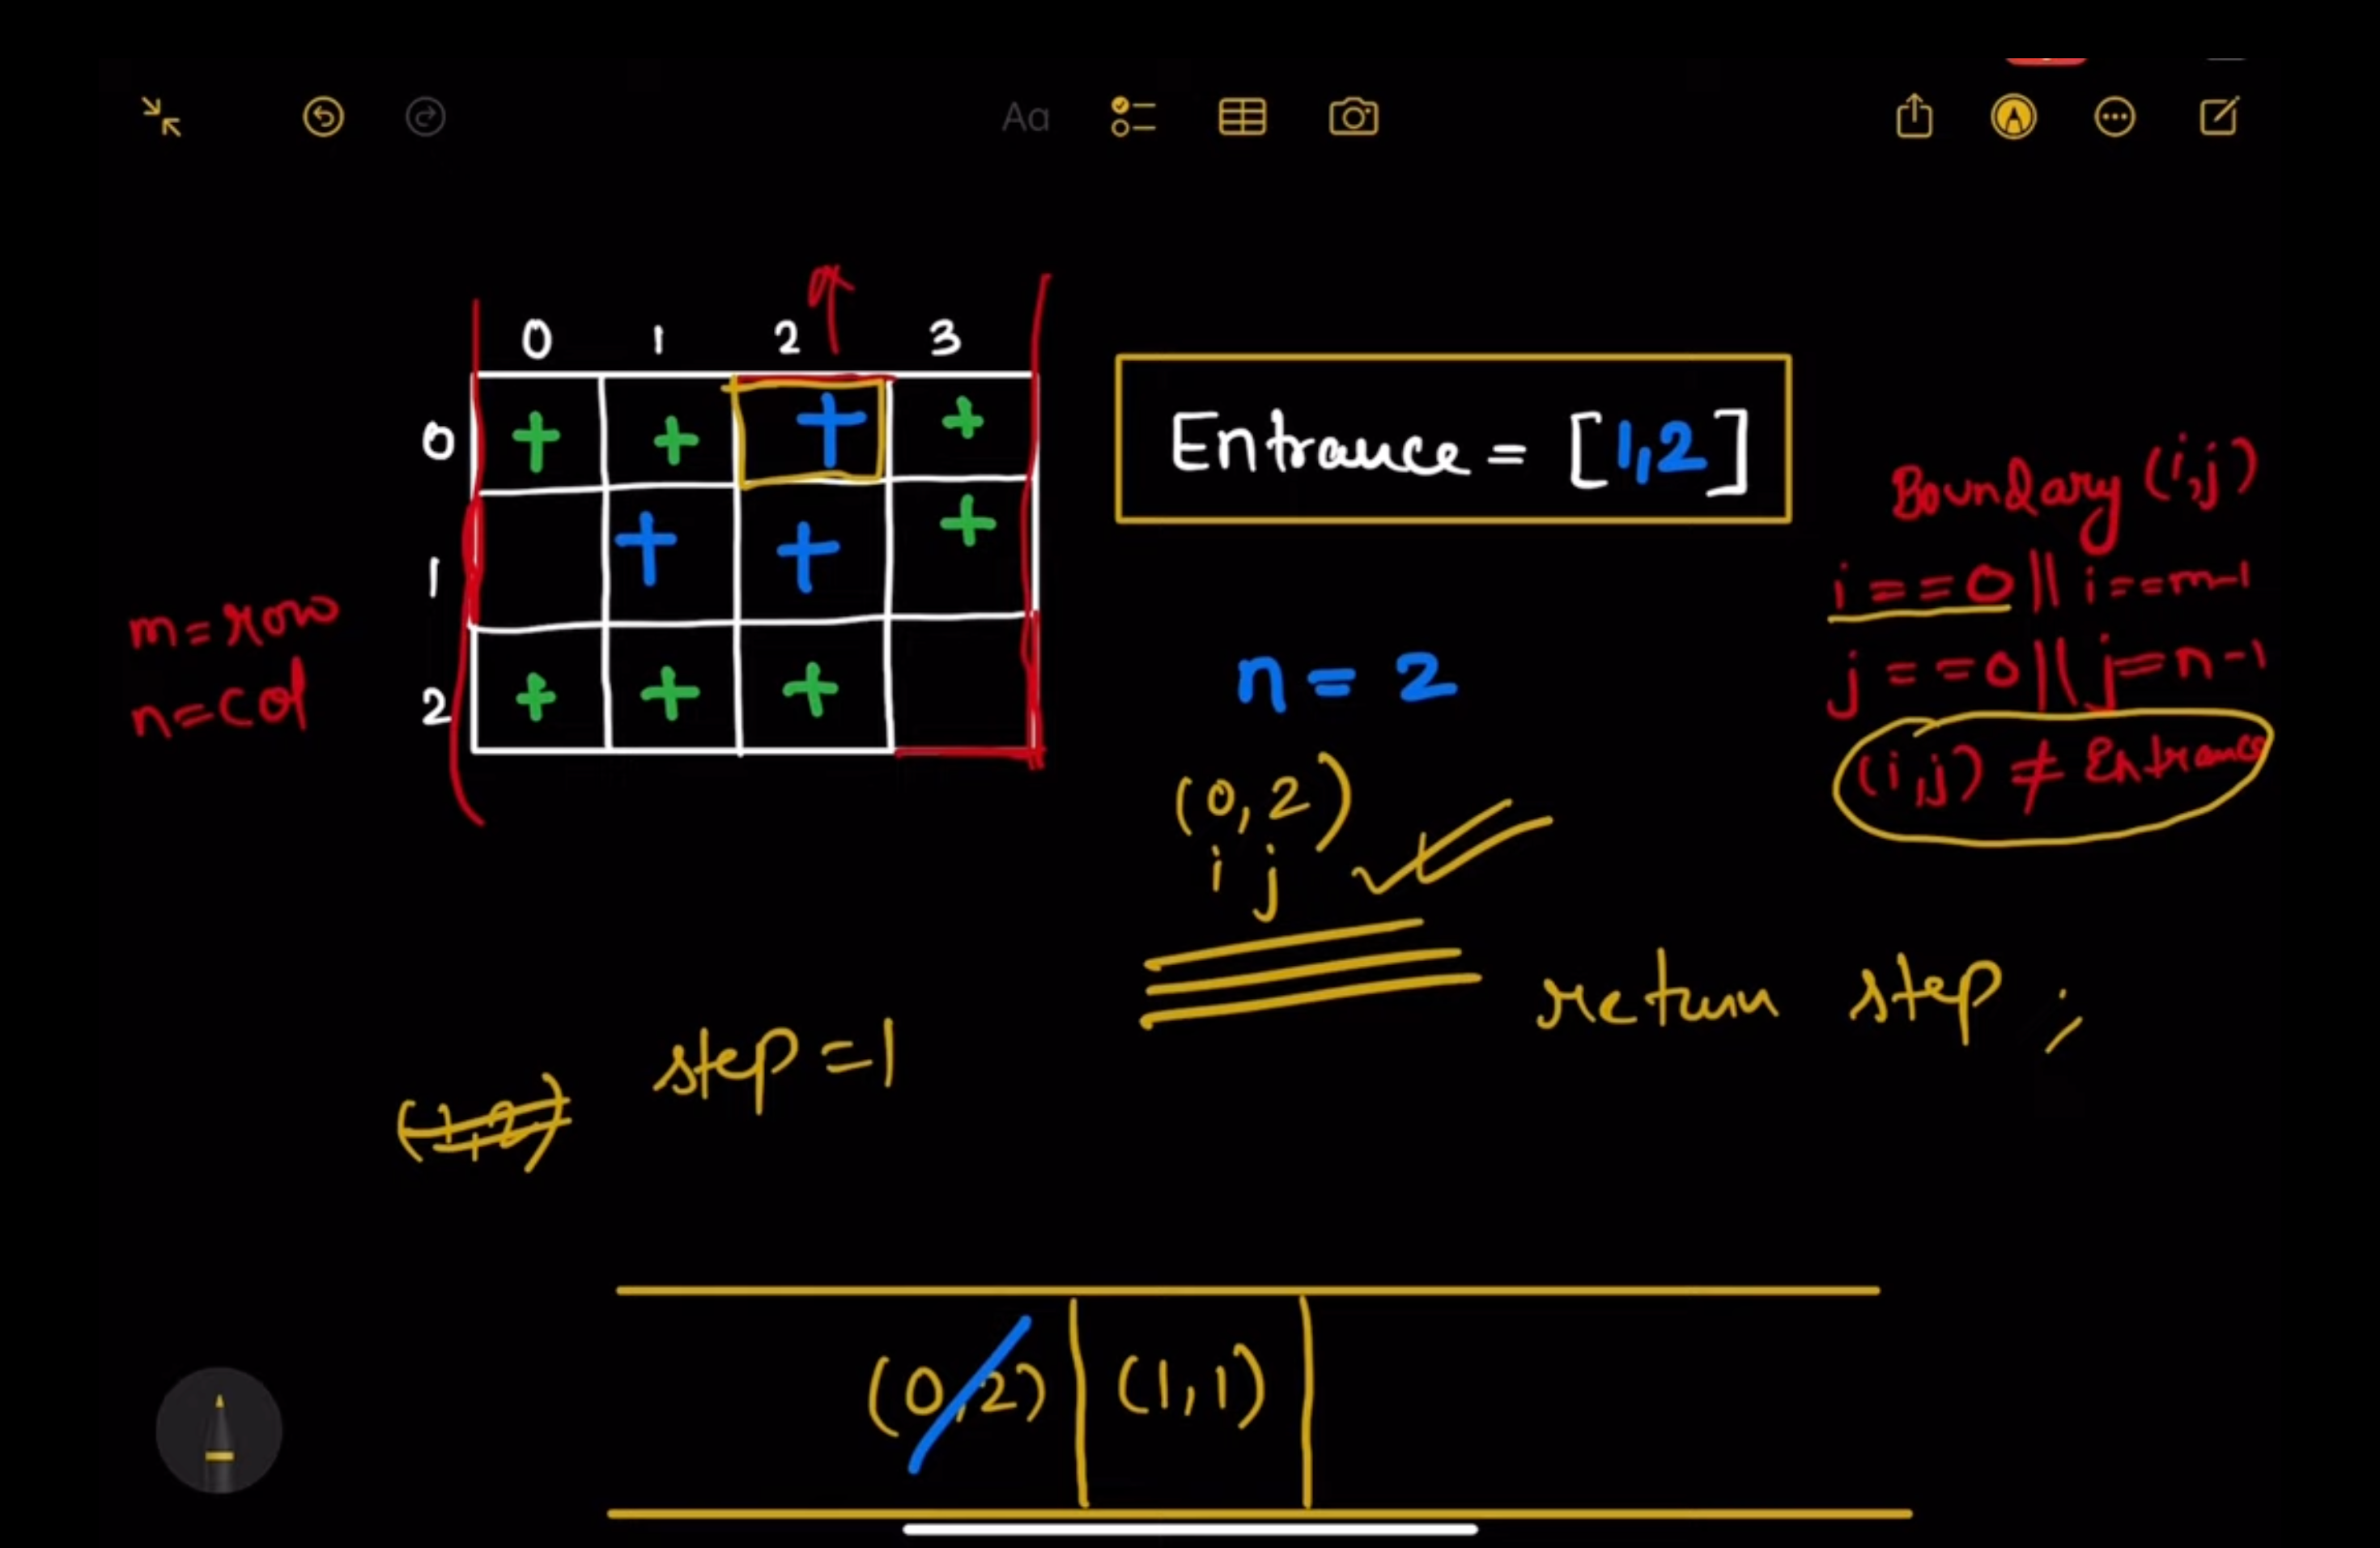 Aa
0 1 2 3
0 + + + +
1 + + +
2 + + +
m=row
n=col
Entrance = [1,2]
n = 2
(0,2)
i j
Boundary (i,j)
i==0 || i==m-1
j==0 || j=n-1
(i,j) ≠ Entrance
return step;
step=1
(1,2)
(0,2) (1,1)